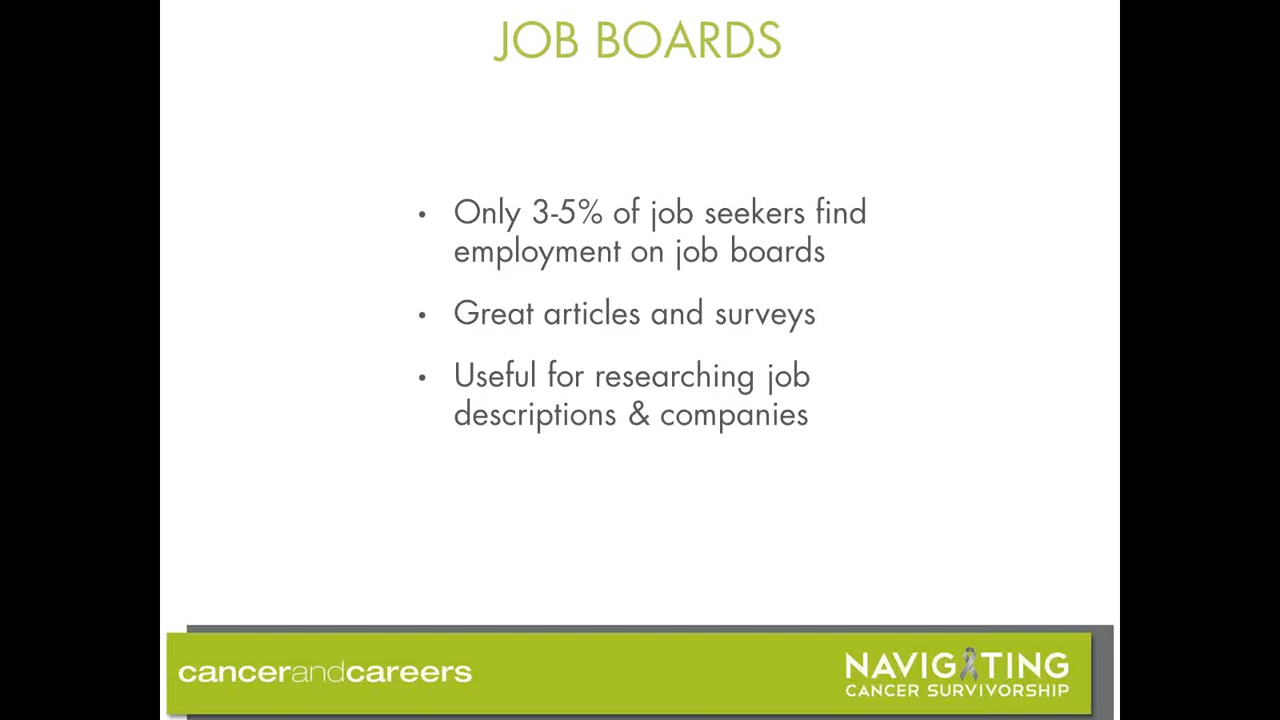 JOB BOARDS
• Only 3-5% of job seekers find
employment on job boards
• Great articles and surveys
• Useful for researching job
descriptions & companies
cancerandcareers
NAVIGATING
CANCER SURVIVORSHIP